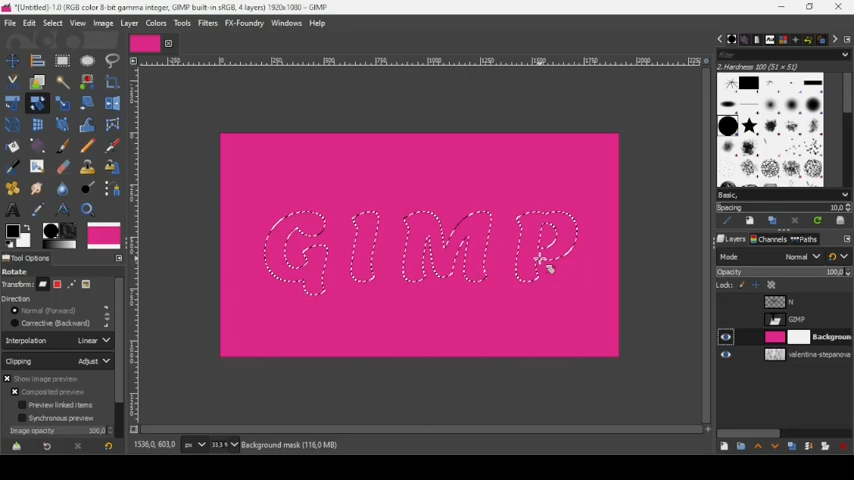 *[Untitled]-1.0 (RGB color 8-bit gamma integer, GIMP built-in sRGB, 4 layers) 1920x1080 – GIMP
File Edit Select View Image Layer Colors Tools Filters FX-Foundry Windows Help
filter
2. Hardness 100 (51 × 51)
GIMP
Basic,
Spacing 10,0
Layers Channels Paths
Mode Normal
Opacity 100,0
Lock:
N
GIMP
Backgroun
valentina-stepanova
Tool Options
Rotate
Transform:
Direction
Normal (Forward)
Corrective (Backward)
Interpolation Linear
Clipping Adjust
Show image preview
Composited preview
Preview linked items
Synchronous preview
Image opacity 100,0
1536,0, 603,0 px 33,3 Background mask (116,0 MB)